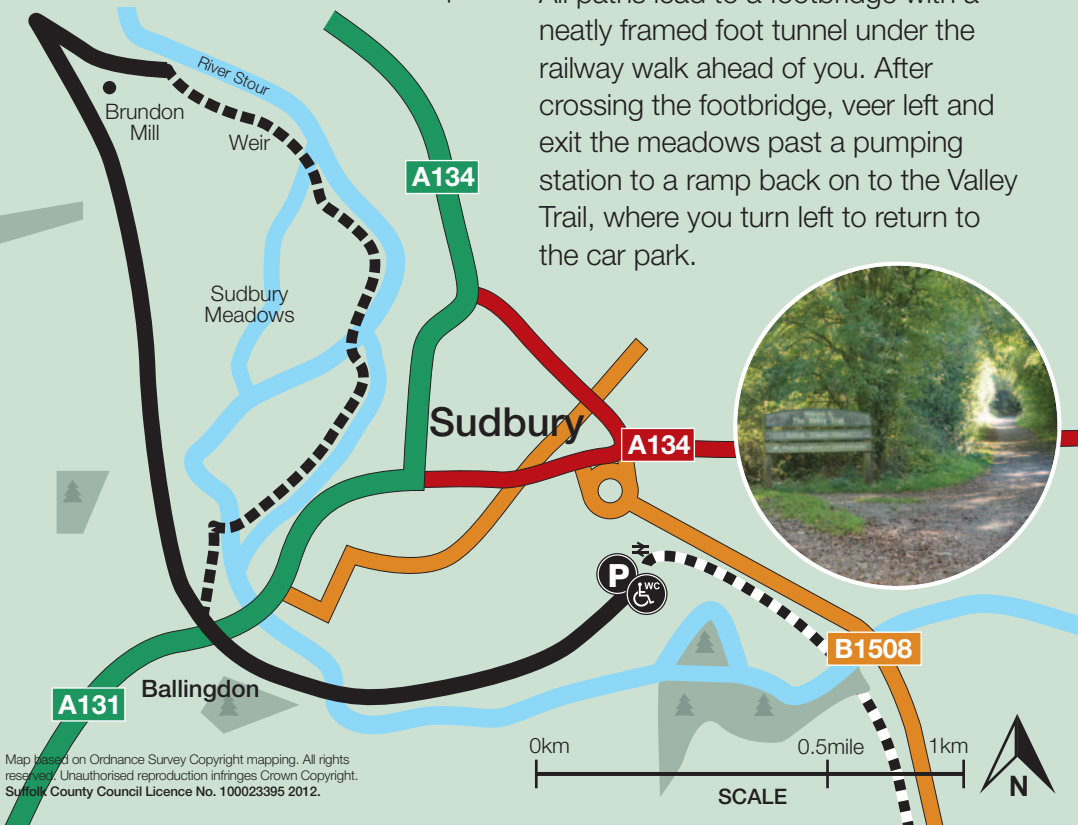 All paths lead to a footbridge with a
neatly framed foot tunnel under the
railway walk ahead of you. After
crossing the footbridge, veer left and
exit the meadows past a pumping
station to a ramp back on to the Valley
Trail, where you turn left to return to
the car park.
River Stour
Brundon
Mill
Weir
A134
Sudbury
Meadows
Sudbury
A134
P
WC
B1508
Ballingdon
A131
0km
0.5mile
1km
SCALE
N
Map based on Ordnance Survey Copyright mapping. All rights
reserved. Unauthorised reproduction infringes Crown Copyright.
Suffolk County Council Licence No. 100023395 2012.